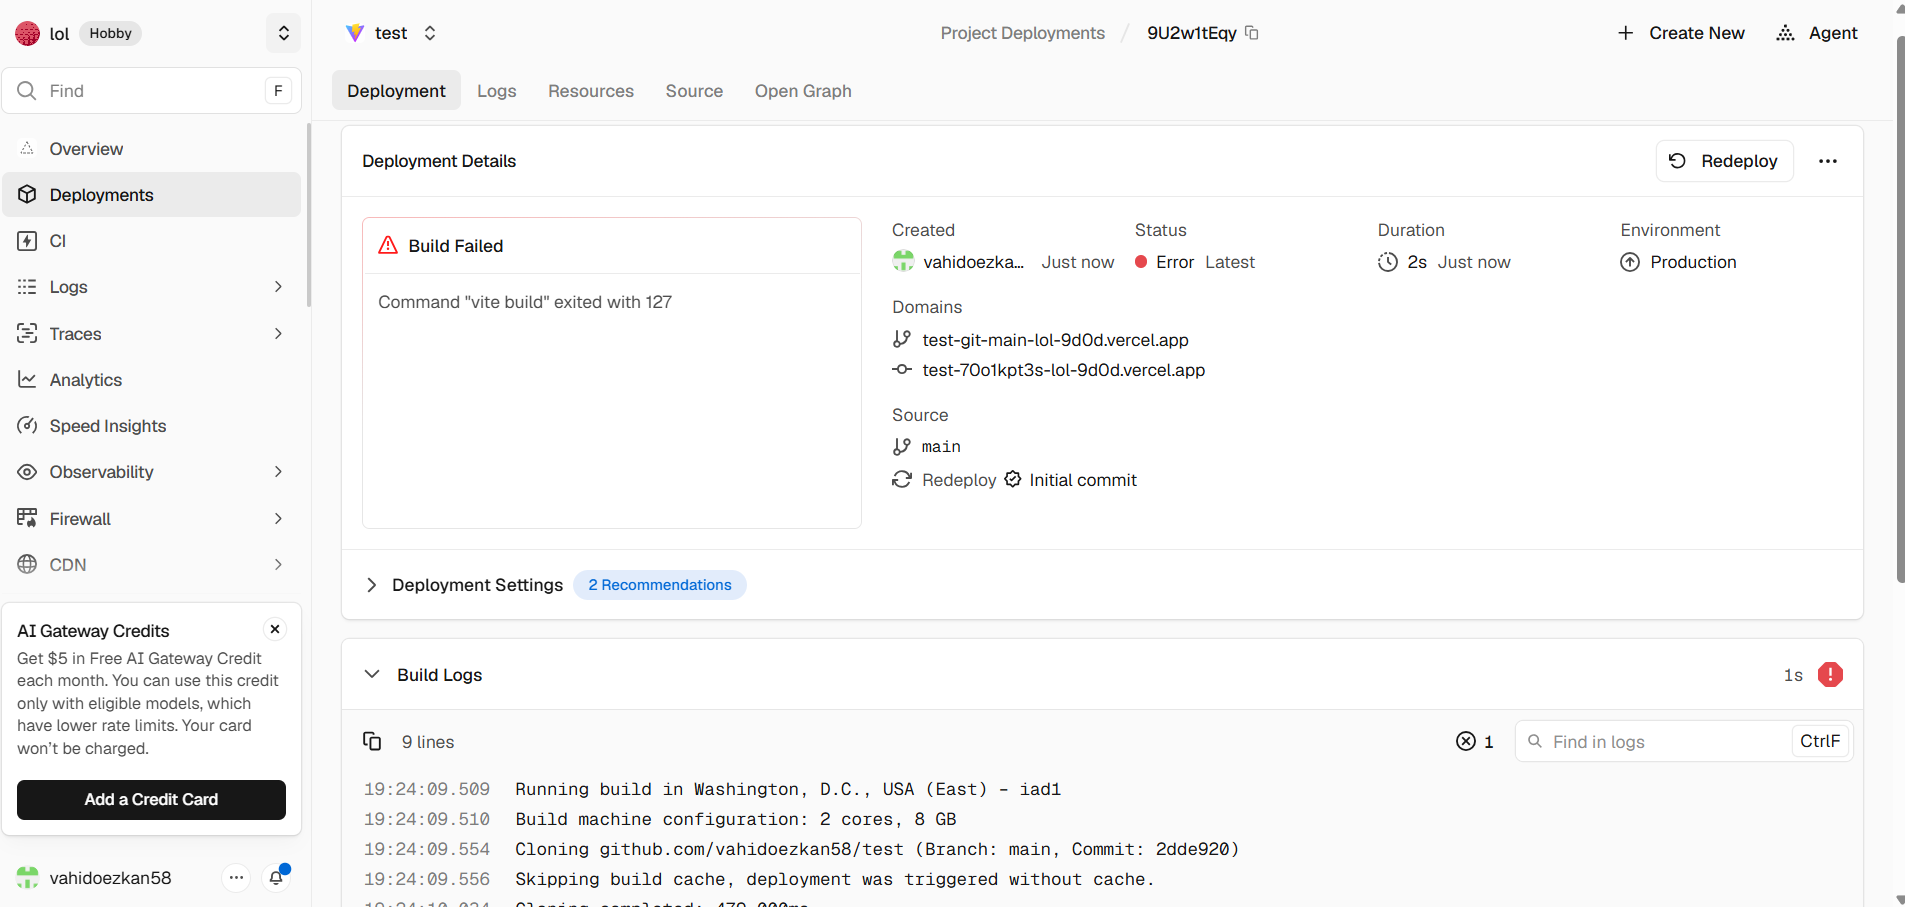 lol Hobby
Find F
Overview
Deployments
CI
Logs
Traces
Analytics
Speed Insights
Observability
Firewall
CDN
AI Gateway Credits
Get $5 in Free AI Gateway Credit
each month. You can use this credit
only with eligible models, which
have lower rate limits. Your card
won't be charged.
Add a Credit Card
vahidoezkan58
test
Project Deployments / 9U2w1tEqy
Create New
Agent
Deployment Logs Resources Source Open Graph
Deployment Details
Redeploy
Build Failed
Command "vite build" exited with 127
Created
vahidoezka... Just now
Status
Error Latest
Duration
2s Just now
Environment
Production
Domains
test-git-main-lol-9d0d.vercel.app
test-70o1kpt3s-lol-9d0d.vercel.app
Source
main
Redeploy Initial commit
Deployment Settings 2 Recommendations
Build Logs
1s
9 lines
1
Find in logs CtrlF
19:24:09.509 Running build in Washington, D.C., USA (East) – iad1
19:24:09.510 Build machine configuration: 2 cores, 8 GB
19:24:09.554 Cloning github.com/vahidoezkan58/test (Branch: main, Commit: 2dde920)
19:24:09.556 Skipping build cache, deployment was triggered without cache.